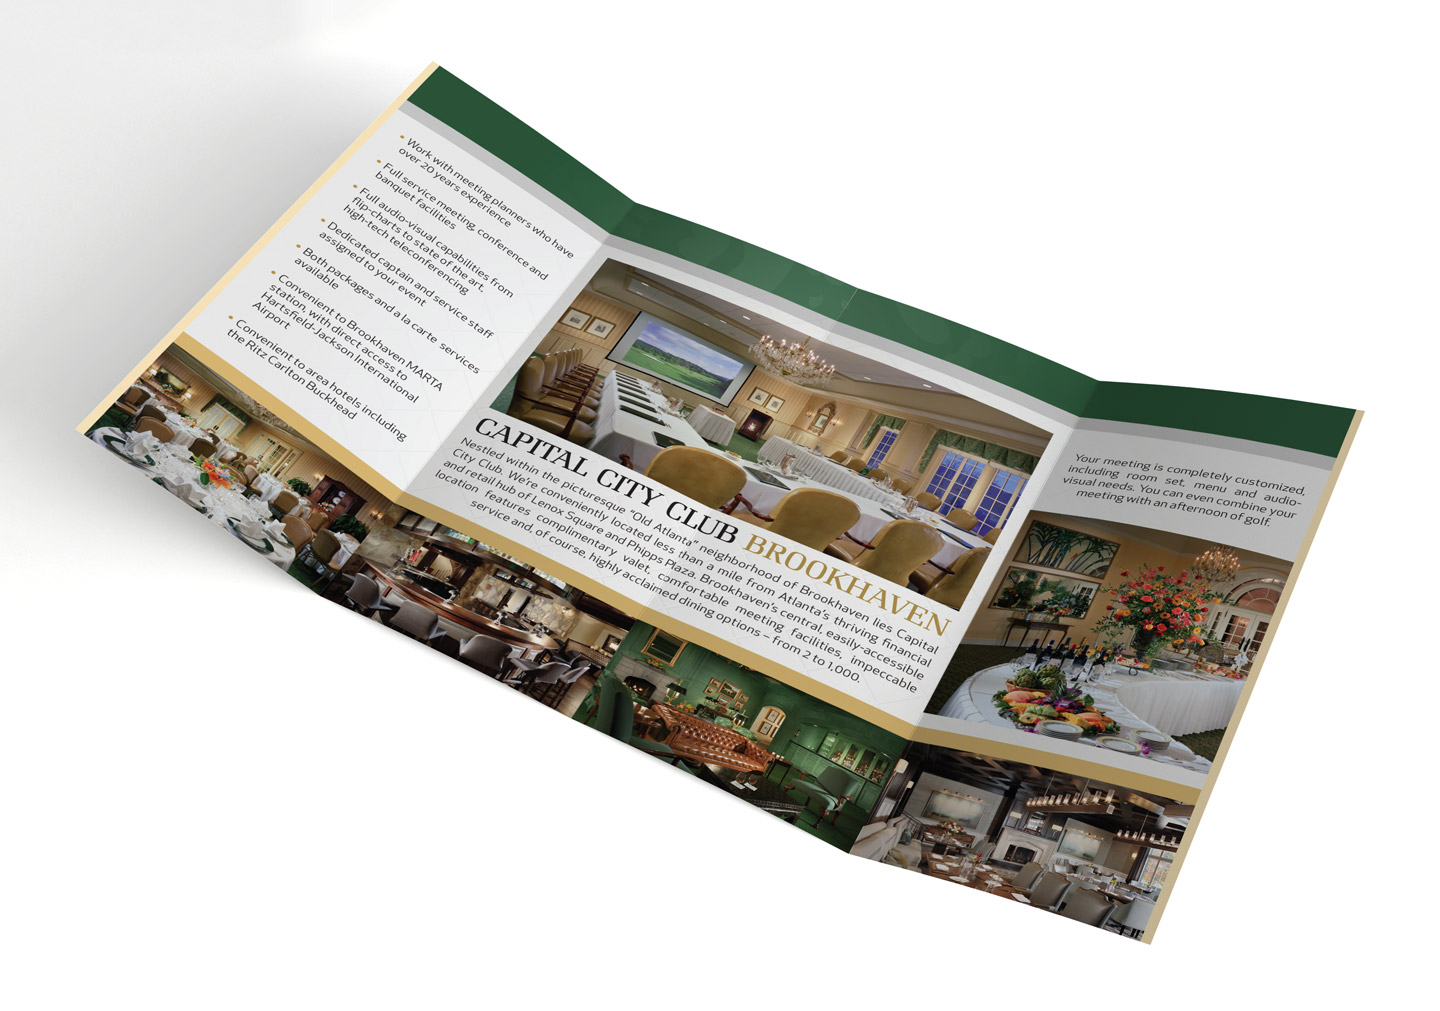 • Work with meeting planners who have
over 20 years experience
• Full service meeting, conference and
banquet facilities
• Full audio-visual capabilities from
flip-charts to state of the art,
high-tech teleconferencing
• Dedicated captain and service staff
assigned to your event
• Both packages and a la carte services
available
• Convenient to Brookhaven MARTA
station, with direct access to
Hartsfield-Jackson International
Airport
• Convenient to area hotels including
the Ritz Carlton Buckhead
CAPITAL CITY CLUB BROOKHAVEN
Nestled within the picturesque “Old Atlanta” neighborhood of Brookhaven lies Capital
City Club. We’re conveniently located less than a mile from Atlanta’s thriving financial
and retail hub of Lenox Square and Phipps Plaza. Brookhaven’s central, easily-accessible
location features complimentary valet, comfortable meeting facilities, impeccable
service and, of course, highly acclaimed dining options – from 2 to 1,000.
Your meeting is completely customized,
including room set, menu and audio-
visual needs. You can even combine your
meeting with an afternoon of golf.